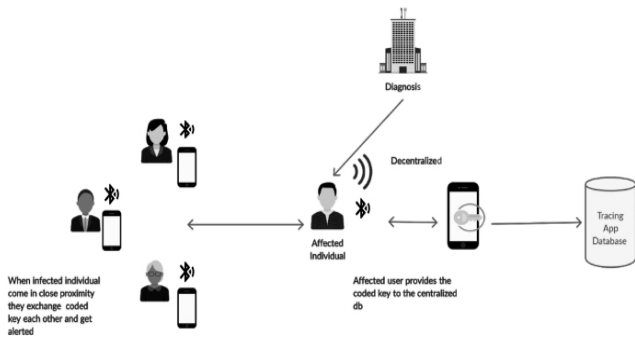 Diagnosis
Decentralized
Affected
Individual
Tracing
App
Database
When infected individual
come in close proximity
they exchange coded
key each other and get
alerted
Affected user provides the
coded key to the centralized
db